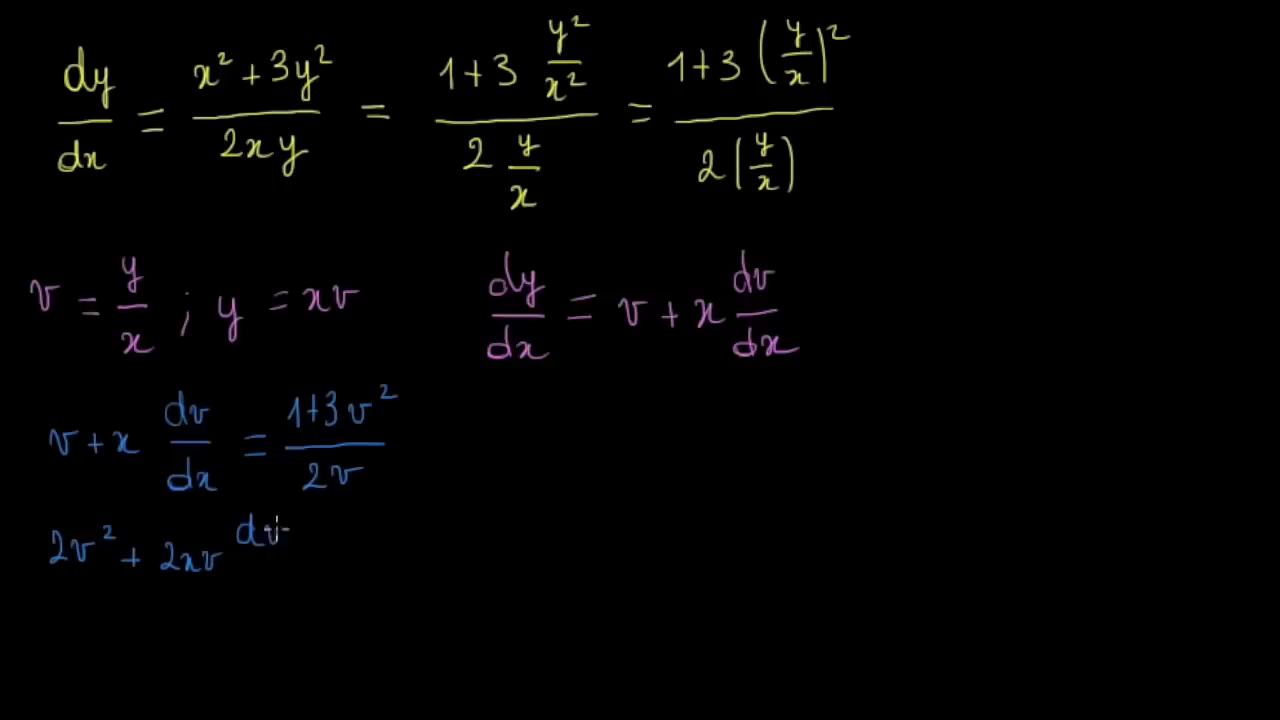 dy/dx = (x² + 3y²)/(2xy) = (1+3 y²/x²)/(2 y/x) = (1+3 (y/x)²)/(2(y/x))
v = y/x ; y = xv dy/dx = v + x dv/dx
v + x dv/dx = (1+3v²)/(2v)
2v² + 2xv dv